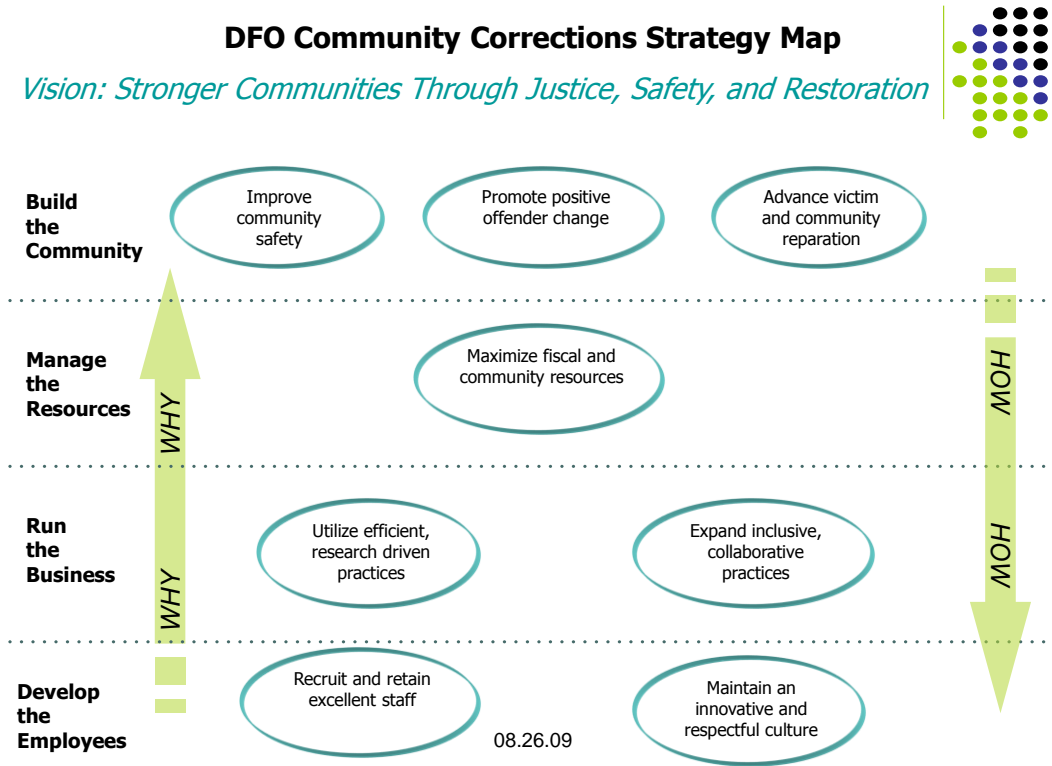 DFO Community Corrections Strategy Map
Vision: Stronger Communities Through Justice, Safety, and Restoration
Build
the
Community
Improve
community
safety
Promote positive
offender change
Advance victim
and community
reparation
Manage
the
Resources
Maximize fiscal and
community resources
WHY
HOW
Run
the
Business
Utilize efficient,
research driven
practices
Expand inclusive,
collaborative
practices
WHY
HOW
Develop
the
Employees
Recruit and retain
excellent staff
Maintain an
innovative and
respectful culture
08.26.09